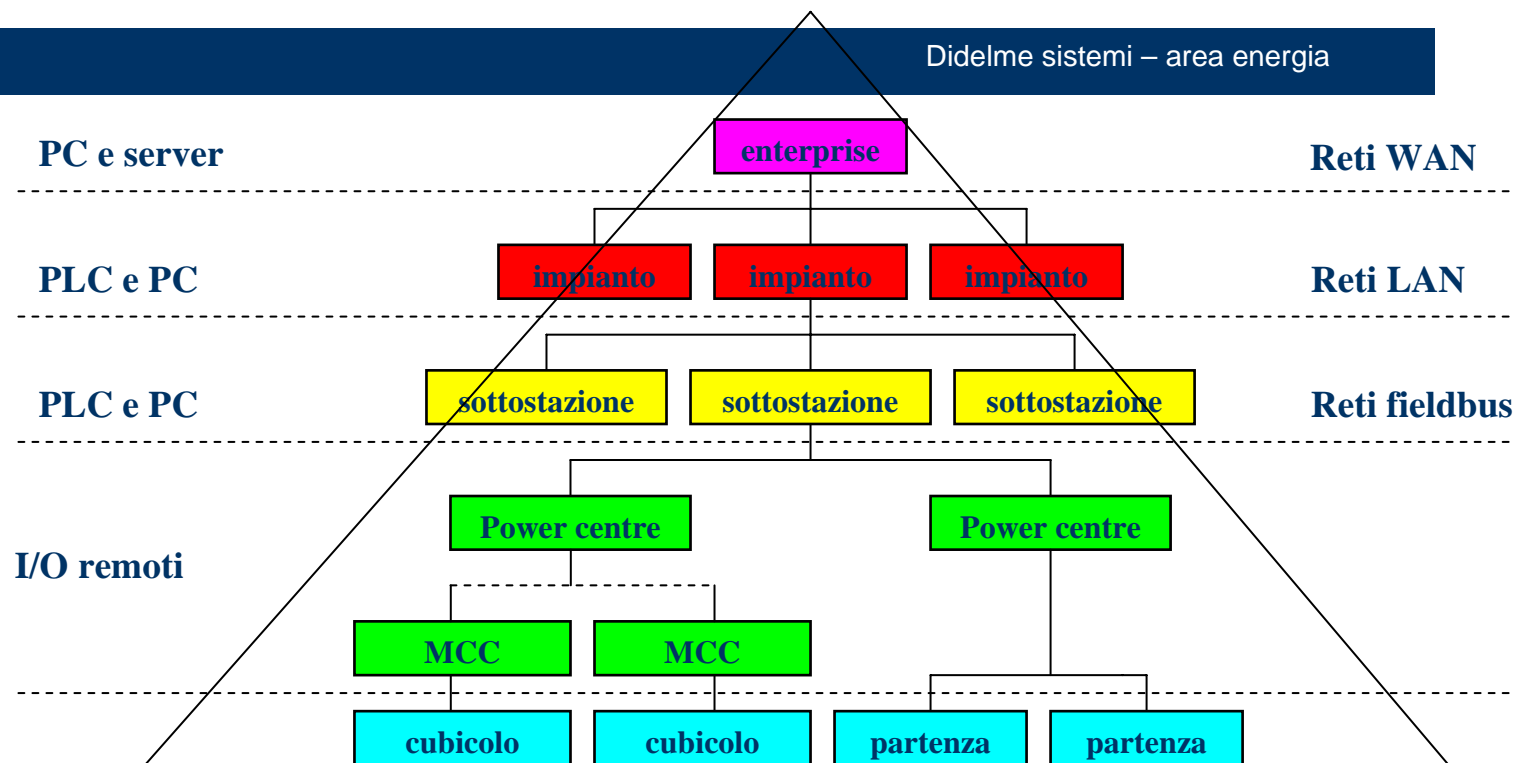 Didelme sistemi – area energia
PC e server
enterprise
Reti WAN
PLC e PC
impianto
impianto
impianto
Reti LAN
PLC e PC
sottostazione
sottostazione
sottostazione
Reti fieldbus
Power centre
Power centre
I/O remoti
MCC
MCC
cubicolo
cubicolo
partenza
partenza